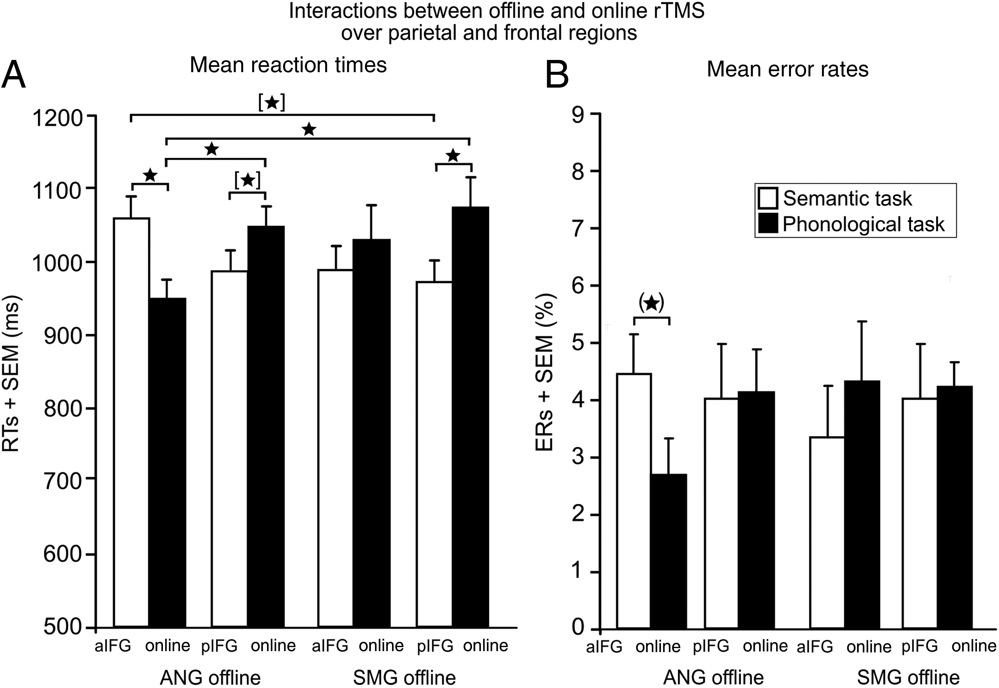 Interactions between offline and online rTMS
over parietal and frontal regions
A
Mean reaction times
[★]
★
★
★
[★]
★
1200
1100
1000
900
800
700
600
500
RTs + SEM (ms)
aIFG online pIFG online aIFG online pIFG online
ANG offline SMG offline
B
Mean error rates
9
8
7
6
5
4
3
2
1
0
ERs + SEM (%)
Semantic task
Phonological task
(★)
aIFG online pIFG online aIFG online pIFG online
ANG offline SMG offline